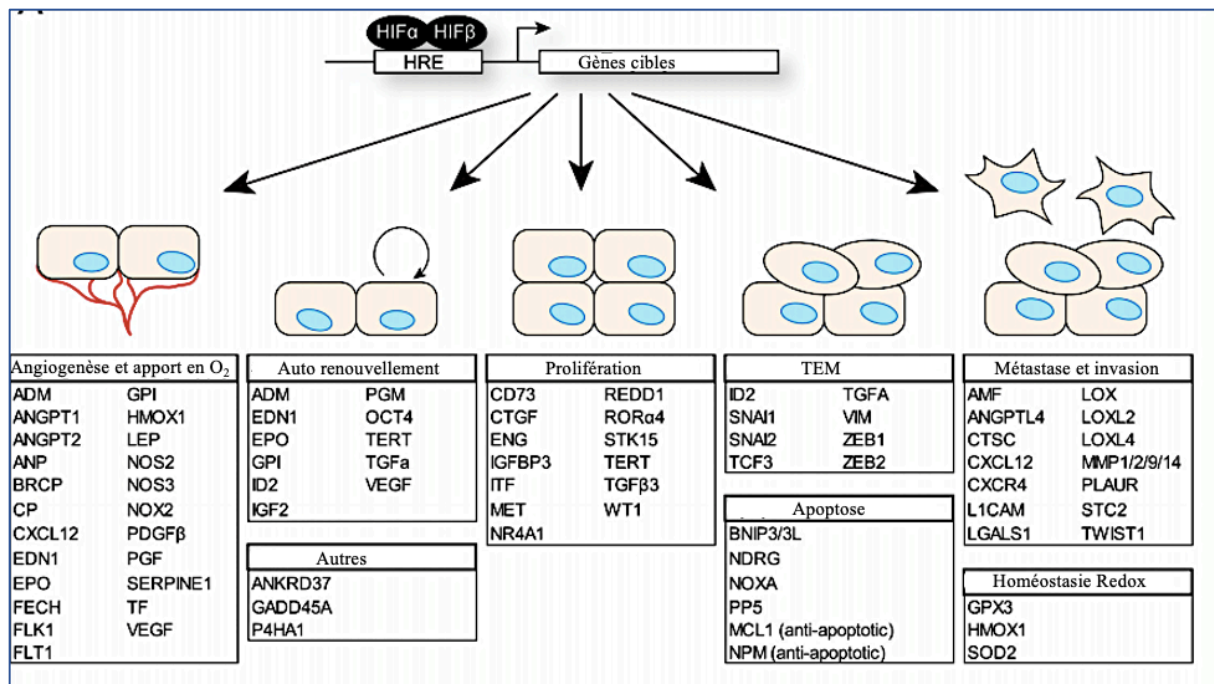 HIFα HIFβ
HRE
Gènes cibles
Angiogenèse et apport en O₂
ADM GPI
ANGPT1 HMOX1
ANGPT2 LEP
ANP NOS2
BRCP NOS3
CP NOX2
CXCL12 PDGFβ
EDN1 PGF
EPO SERPINE1
FECH TF
FLK1 VEGF
FLT1
Auto renouvellement
ADM PGM
EDN1 OCT4
EPO TERT
GPI TGFa
ID2 VEGF
IGF2
Autres
ANKRD37
GADD45A
P4HA1
Prolifération
CD73 REDD1
CTGF RORα4
ENG STK15
IGFBP3 TERT
ITF TGFβ3
MET WT1
NR4A1
TEM
ID2 TGFA
SNAI1 VIM
SNAI2 ZEB1
TCF3 ZEB2
Apoptose
BNIP3/3L
NDRG
NOXA
PP5
MCL1 (anti-apoptotic)
NPM (anti-apoptotic)
Métastase et invasion
AMF LOX
ANGPTL4 LOXL2
CTSC LOXL4
CXCL12 MMP1/2/9/14
CXCR4 PLAUR
L1CAM STC2
LGALS1 TWIST1
Homéostasie Redox
GPX3
HMOX1
SOD2